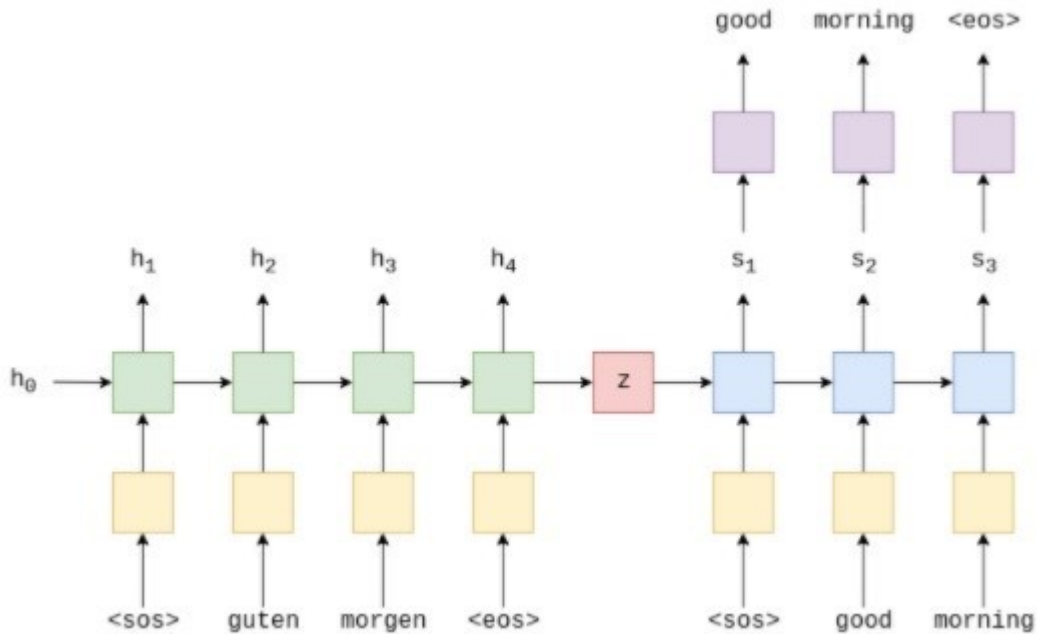 good morning <eos>
h₁ h₂ h₃ h₄ s₁ s₂ s₃
h₀ z
<sos> guten morgen <eos> <sos> good morning